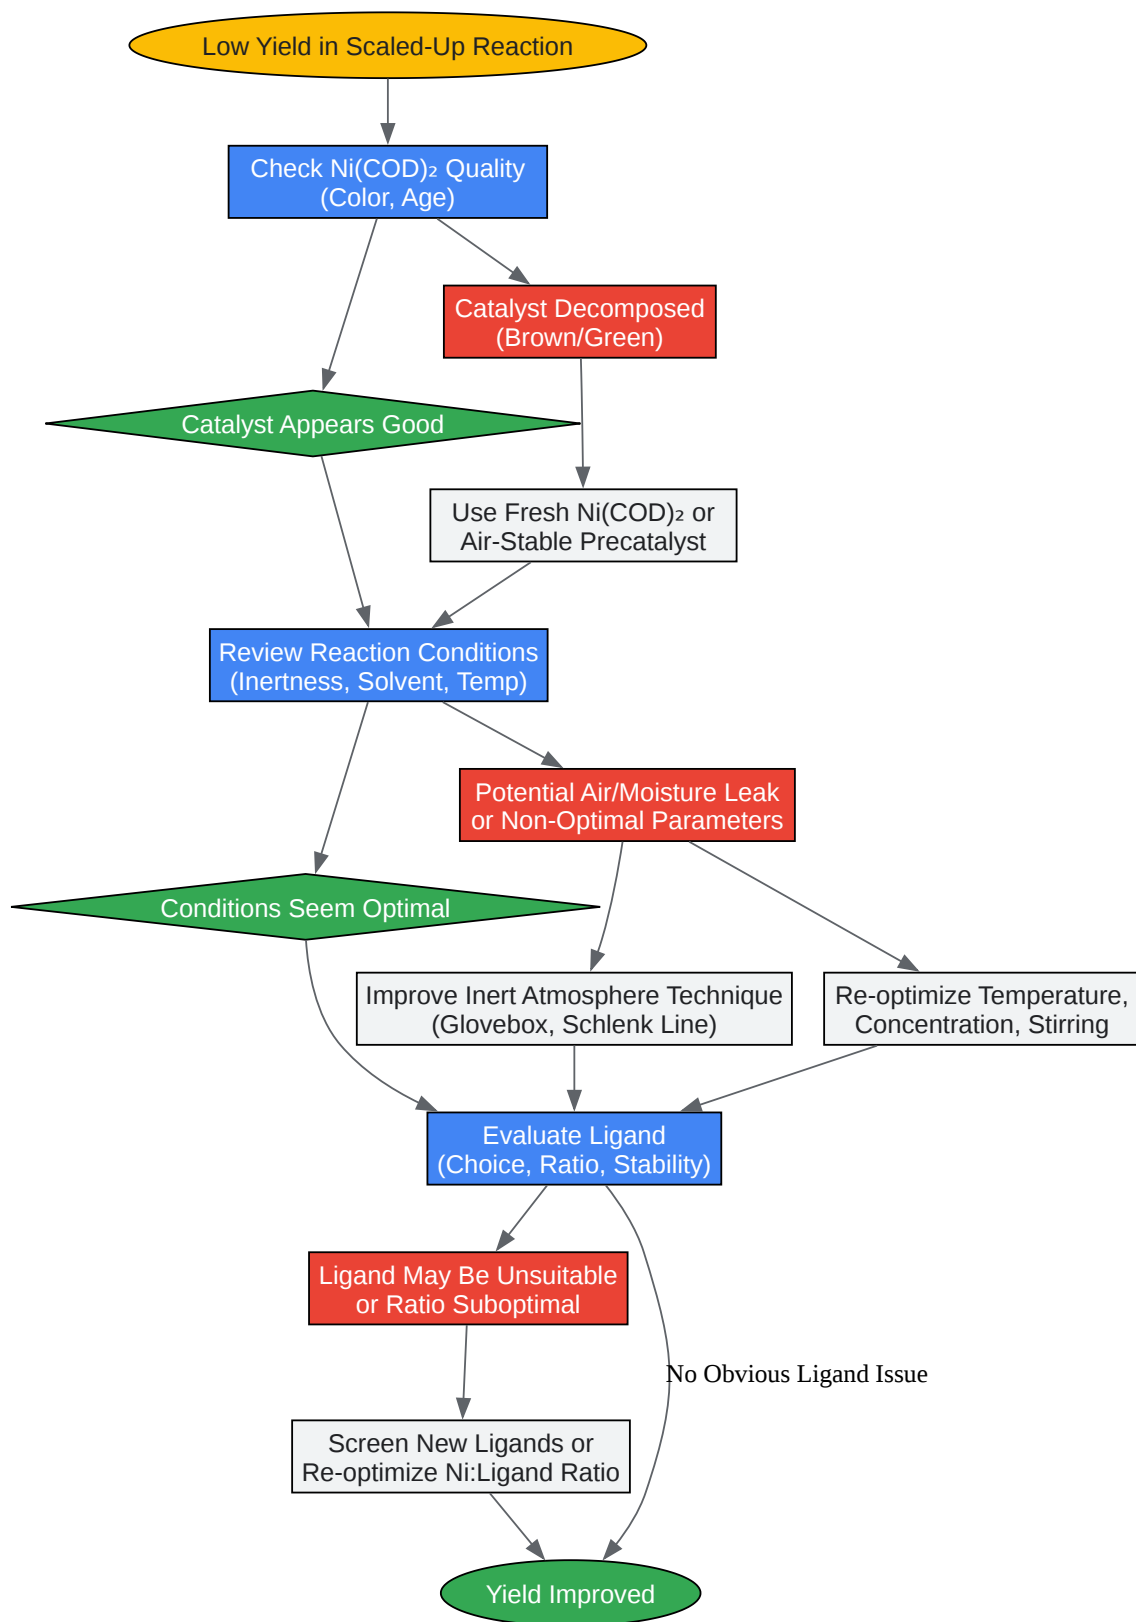 Low Yield in Scaled-Up Reaction
Check Ni(COD)₂ Quality
(Color, Age)
Catalyst Decomposed
(Brown/Green)
Catalyst Appears Good
Use Fresh Ni(COD)₂ or
Air-Stable Precatalyst
Review Reaction Conditions
(Inertness, Solvent, Temp)
Potential Air/Moisture Leak
or Non-Optimal Parameters
Conditions Seem Optimal
Improve Inert Atmosphere Technique
(Glovebox, Schlenk Line)
Re-optimize Temperature,
Concentration, Stirring
Evaluate Ligand
(Choice, Ratio, Stability)
Ligand May Be Unsuitable
or Ratio Suboptimal
No Obvious Ligand Issue
Screen New Ligands or
Re-optimize Ni:Ligand Ratio
Yield Improved